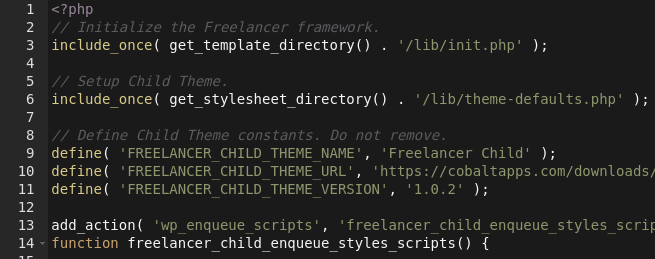 1 <?php
2 // Initialize the Freelancer framework.
3 include_once( get_template_directory() . '/lib/init.php' );
4
5 // Setup Child Theme.
6 include_once( get_stylesheet_directory() . '/lib/theme-defaults.php' );
7
8 // Define Child Theme constants. Do not remove.
9 define( 'FREELANCER_CHILD_THEME_NAME', 'Freelancer Child' );
10 define( 'FREELANCER_CHILD_THEME_URL', 'https://cobaltapps.com/downloads/
11 define( 'FREELANCER_CHILD_THEME_VERSION', '1.0.2' );
12
13 add_action( 'wp_enqueue_scripts', 'freelancer_child_enqueue_styles_scrip
14 function freelancer_child_enqueue_styles_scripts() {
15